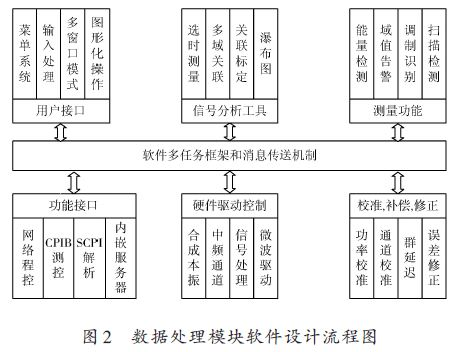 菜单系统
输入处理
多窗口模式
图形化操作
用户接口
选时测量
多域关联
关联标定
瀑布图
信号分析工具
能量检测
域值告警
调制识别
扫描检测
测量功能
软件多任务框架和消息传送机制
功能接口
网络程控
CPIB测控
SCPI解析
内嵌服务器
硬件驱动控制
合成本振
中频通道
信号处理
微波驱动
校准,补偿,修正
功率校准
通道校准
群延迟
误差修正
图2 数据处理模块软件设计流程图